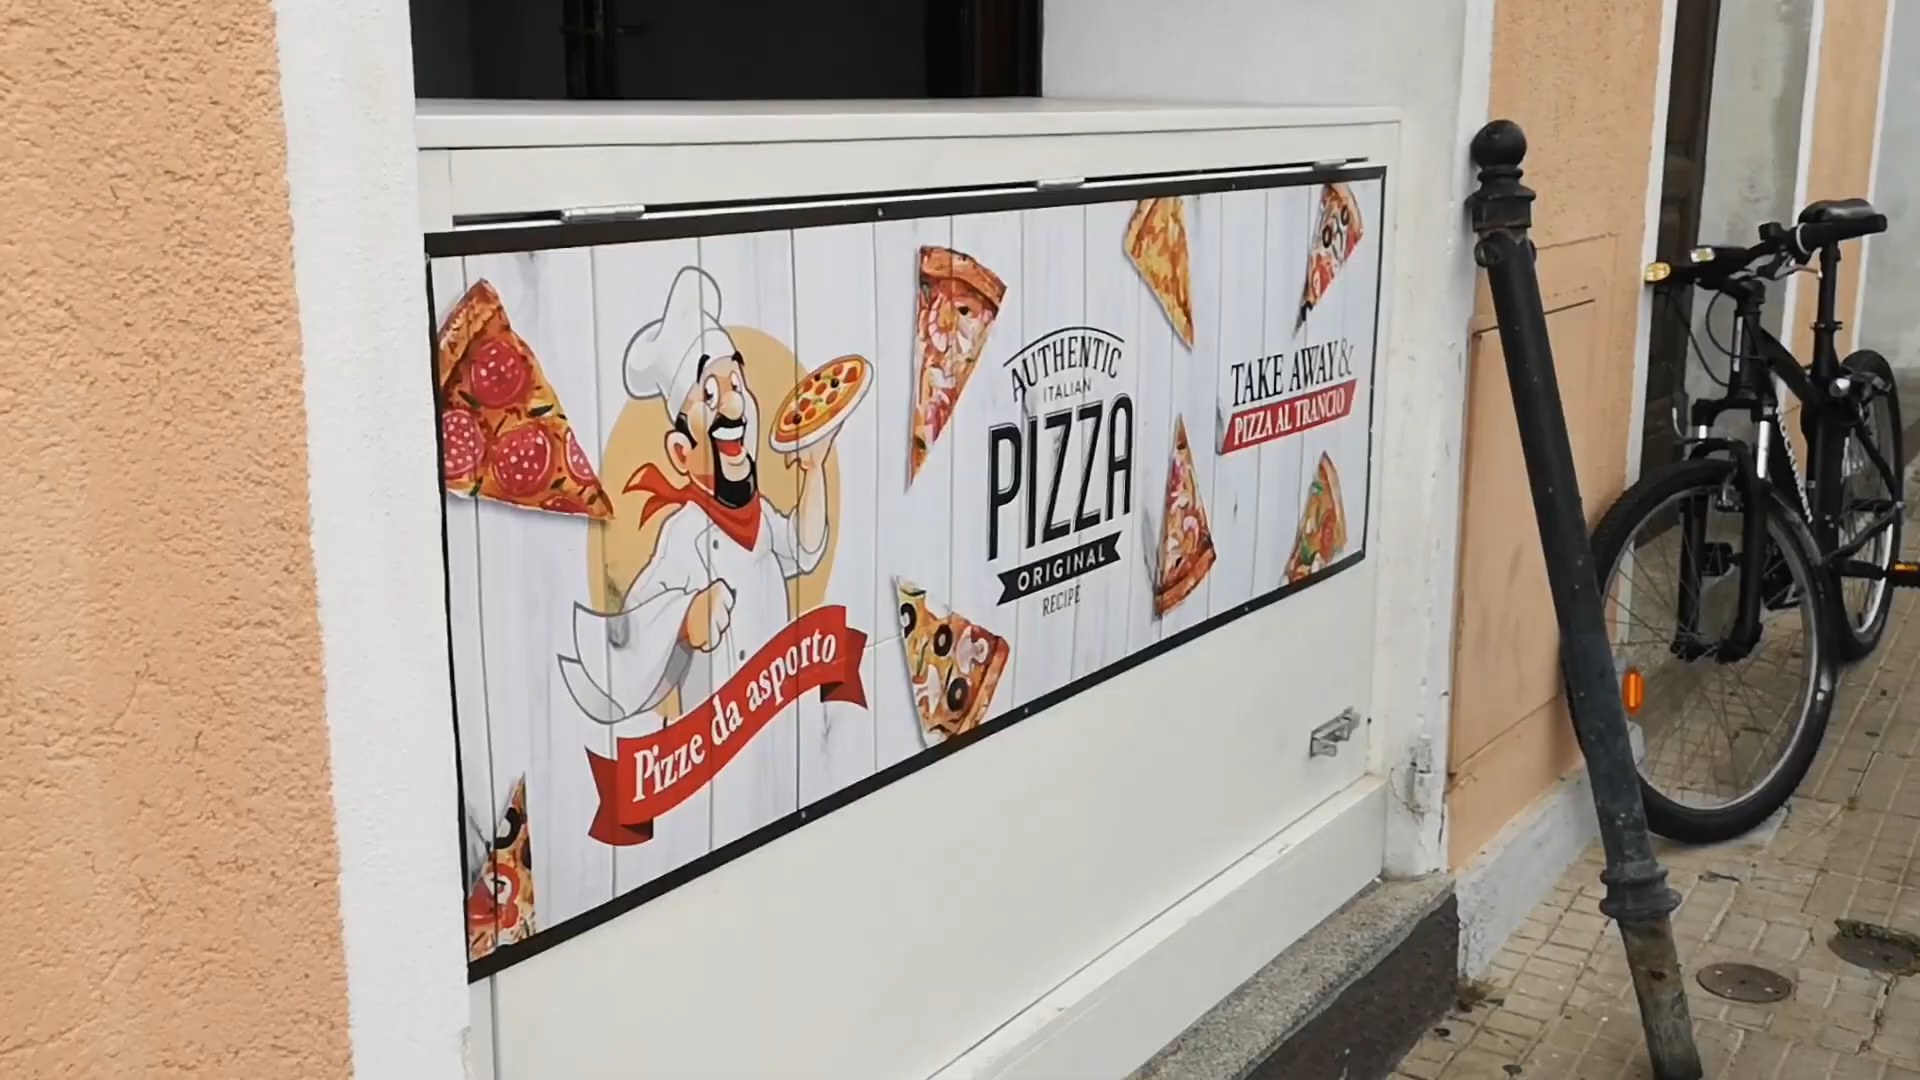 Pizze da asporto
AUTHENTIC
ITALIAN
PIZZA
ORIGINAL
RECIPE
TAKE AWAY &
PIZZA AL TRANCIO